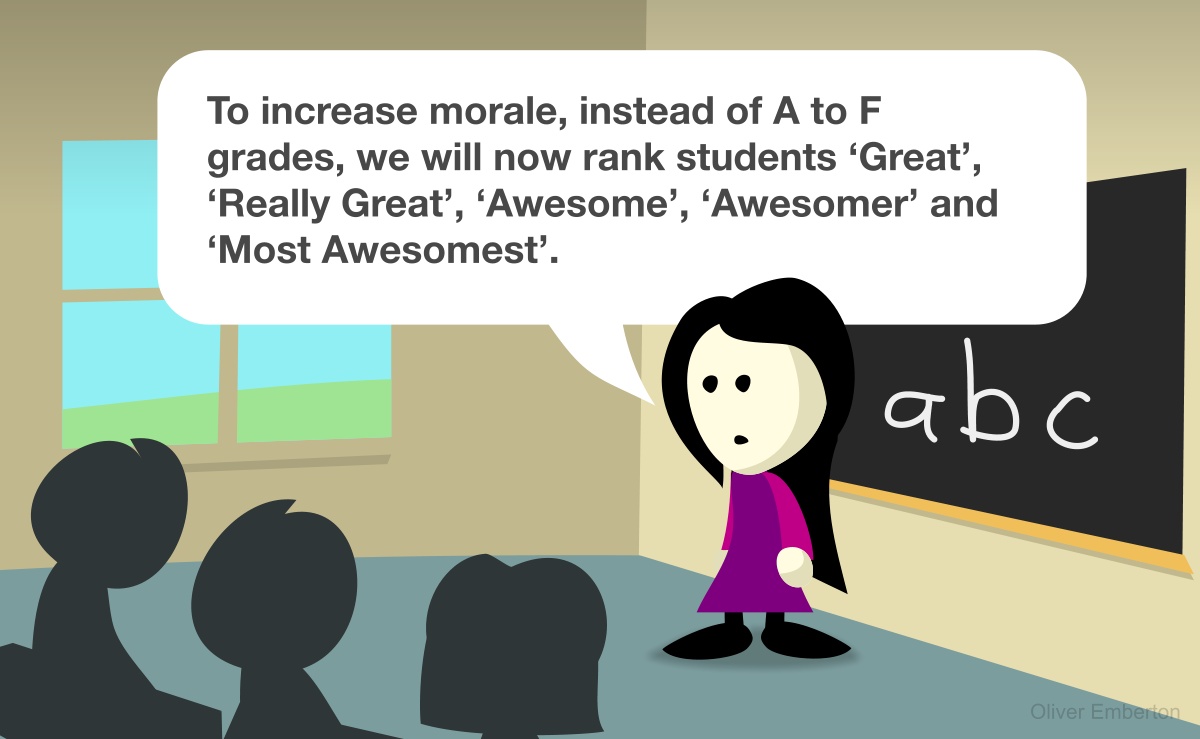 To increase morale, instead of A to F
grades, we will now rank students ‘Great’,
‘Really Great’, ‘Awesome’, ‘Awesomer’ and
‘Most Awesomest’.
abc
Oliver Emberton